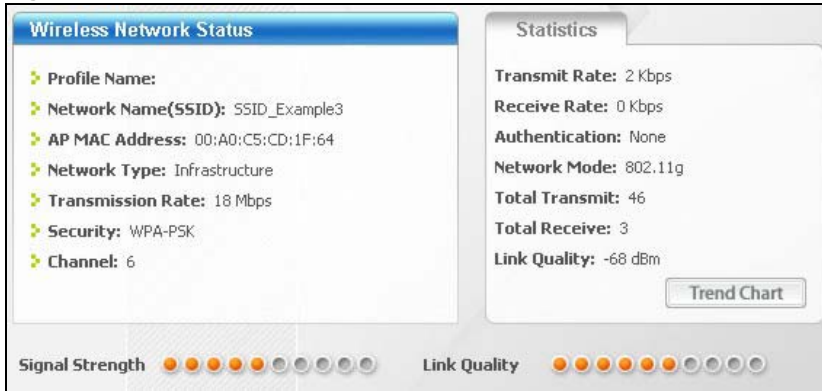 Wireless Network Status
Profile Name:
Network Name(SSID): SSID_Example3
AP MAC Address: 00:A0:C5:CD:1F:64
Network Type: Infrastructure
Transmission Rate: 18 Mbps
Security: WPA-PSK
Channel: 6
Statistics
Transmit Rate: 2 Kbps
Receive Rate: 0 Kbps
Authentication: None
Network Mode: 802.11g
Total Transmit: 46
Total Receive: 3
Link Quality: -68 dBm
Trend Chart
Signal Strength
Link Quality